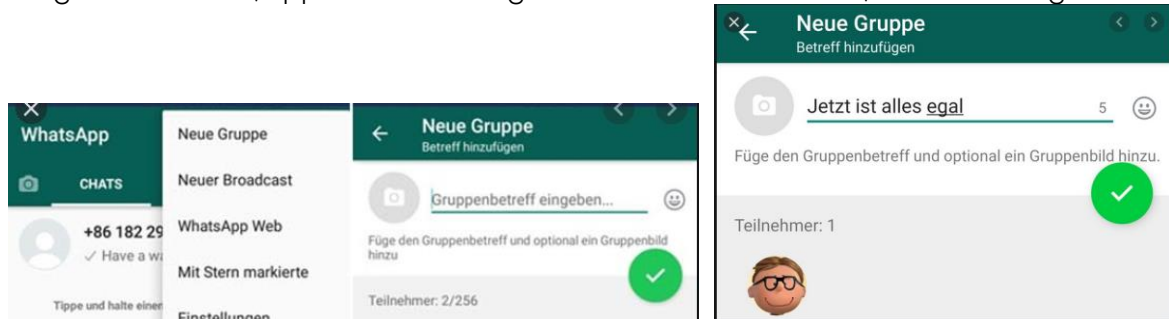 WhatsApp
CHATS
+86 182 29
✓ Have a
Tippe und halte einer
Neue Gruppe
Neuer Broadcast
WhatsApp Web
Mit Stern markierte
Einstellungen
Neue Gruppe
Betreff hinzufügen
Gruppenbetreff eingeben...
Füge den Gruppenbetreff und optional ein Gruppenbild
hinzu
Teilnehmer: 2/256
Neue Gruppe
Betreff hinzufügen
Jetzt ist alles egal
5
Füge den Gruppenbetreff und optional ein Gruppenbild hinzu.
Teilnehmer: 1